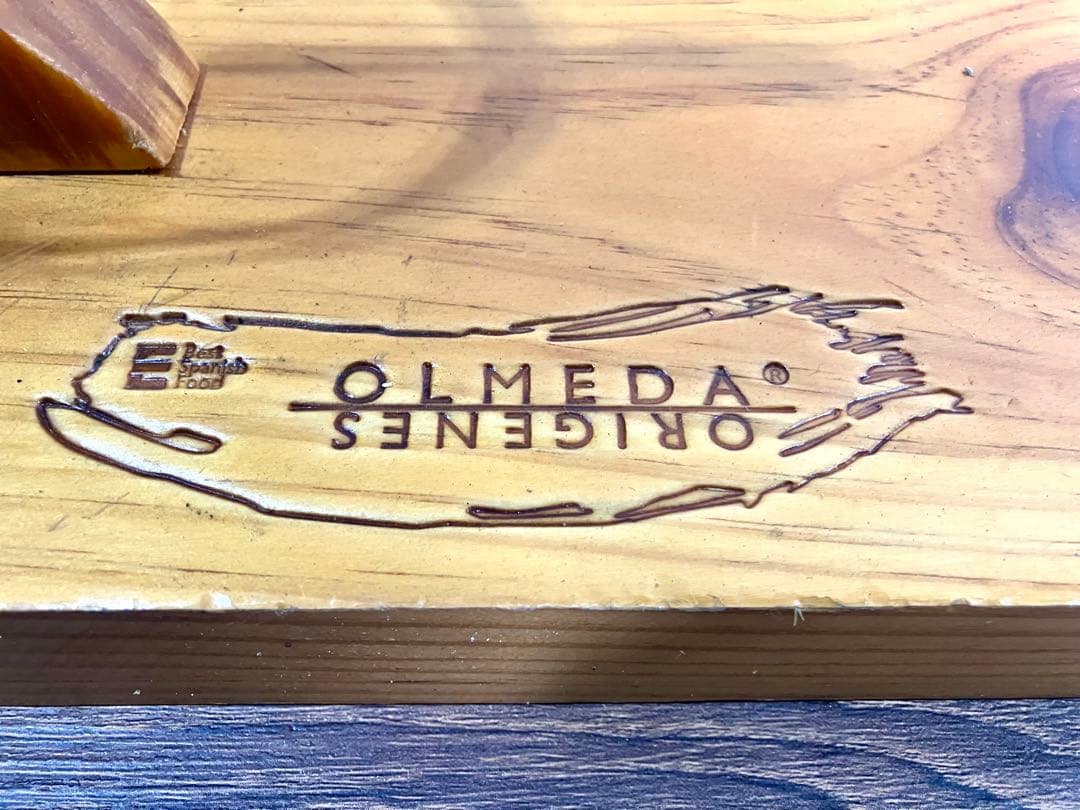 Best
Spanish
Food
OLMEDA®
ORIGENES